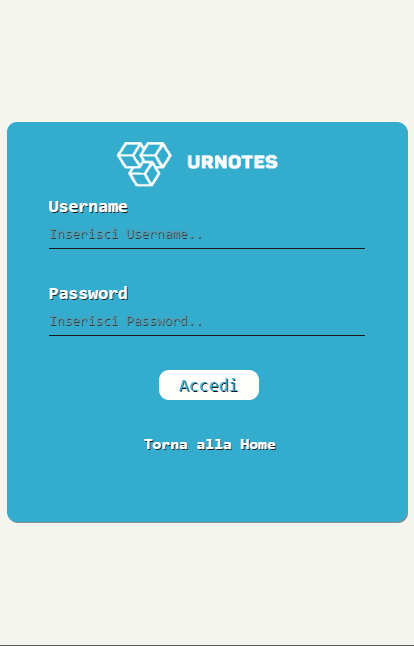 URNOTES
Username
Inserisci Username..
Password
Inserisci Password..
Accedi
Torna alla Home